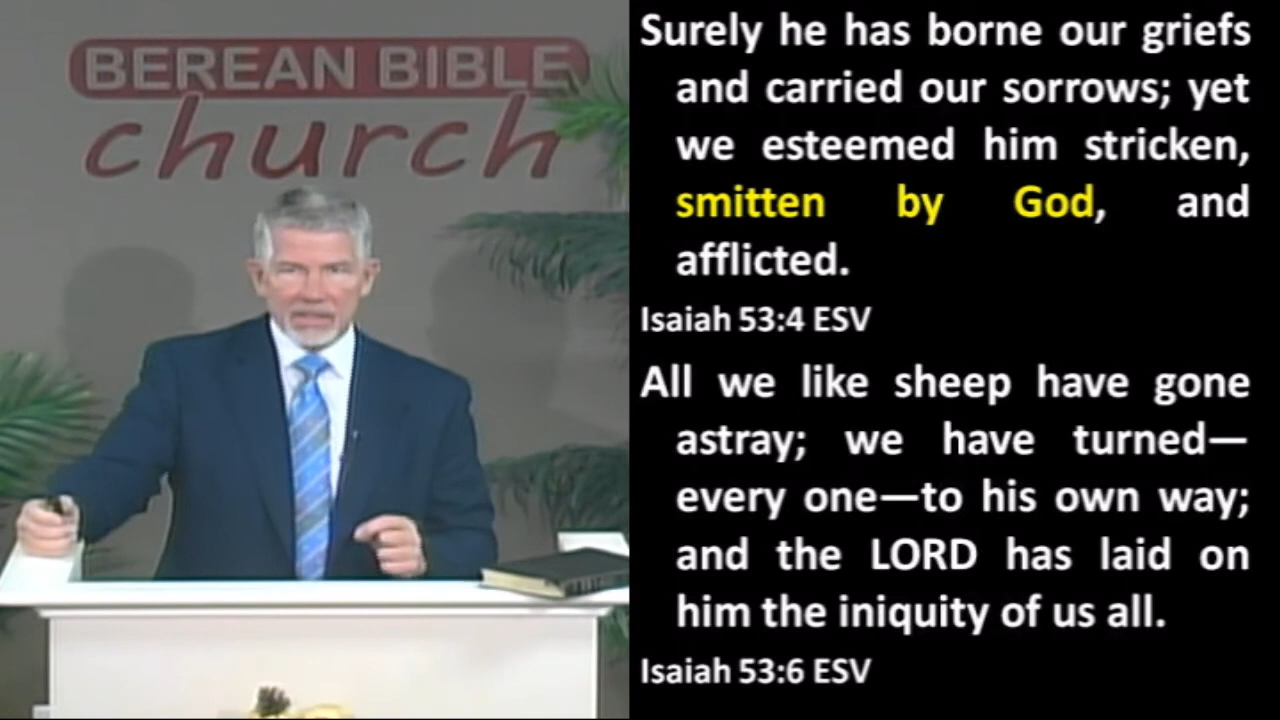 BEREAN BIBLE
church
Surely he has borne our griefs
and carried our sorrows; yet
we esteemed him stricken,
smitten by God, and
afflicted.
Isaiah 53:4 ESV
All we like sheep have gone
astray; we have turned—
every one—to his own way;
and the LORD has laid on
him the iniquity of us all.
Isaiah 53:6 ESV